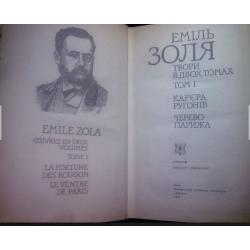 EMILE ZOLA
ŒUVRES EN DEUX
VOLUMES
TOME I
LA FORTUNE
DES ROUGON
LE VENTRE
DE PARIS
ЕМІЛЬ
ЗОЛЯ
ТВОРИ
В ДВОХ ТОМАХ
ТОМ I
КАР'ЄРА
РУГОНІВ
ЧЕРЕВО
ПАРИЖА